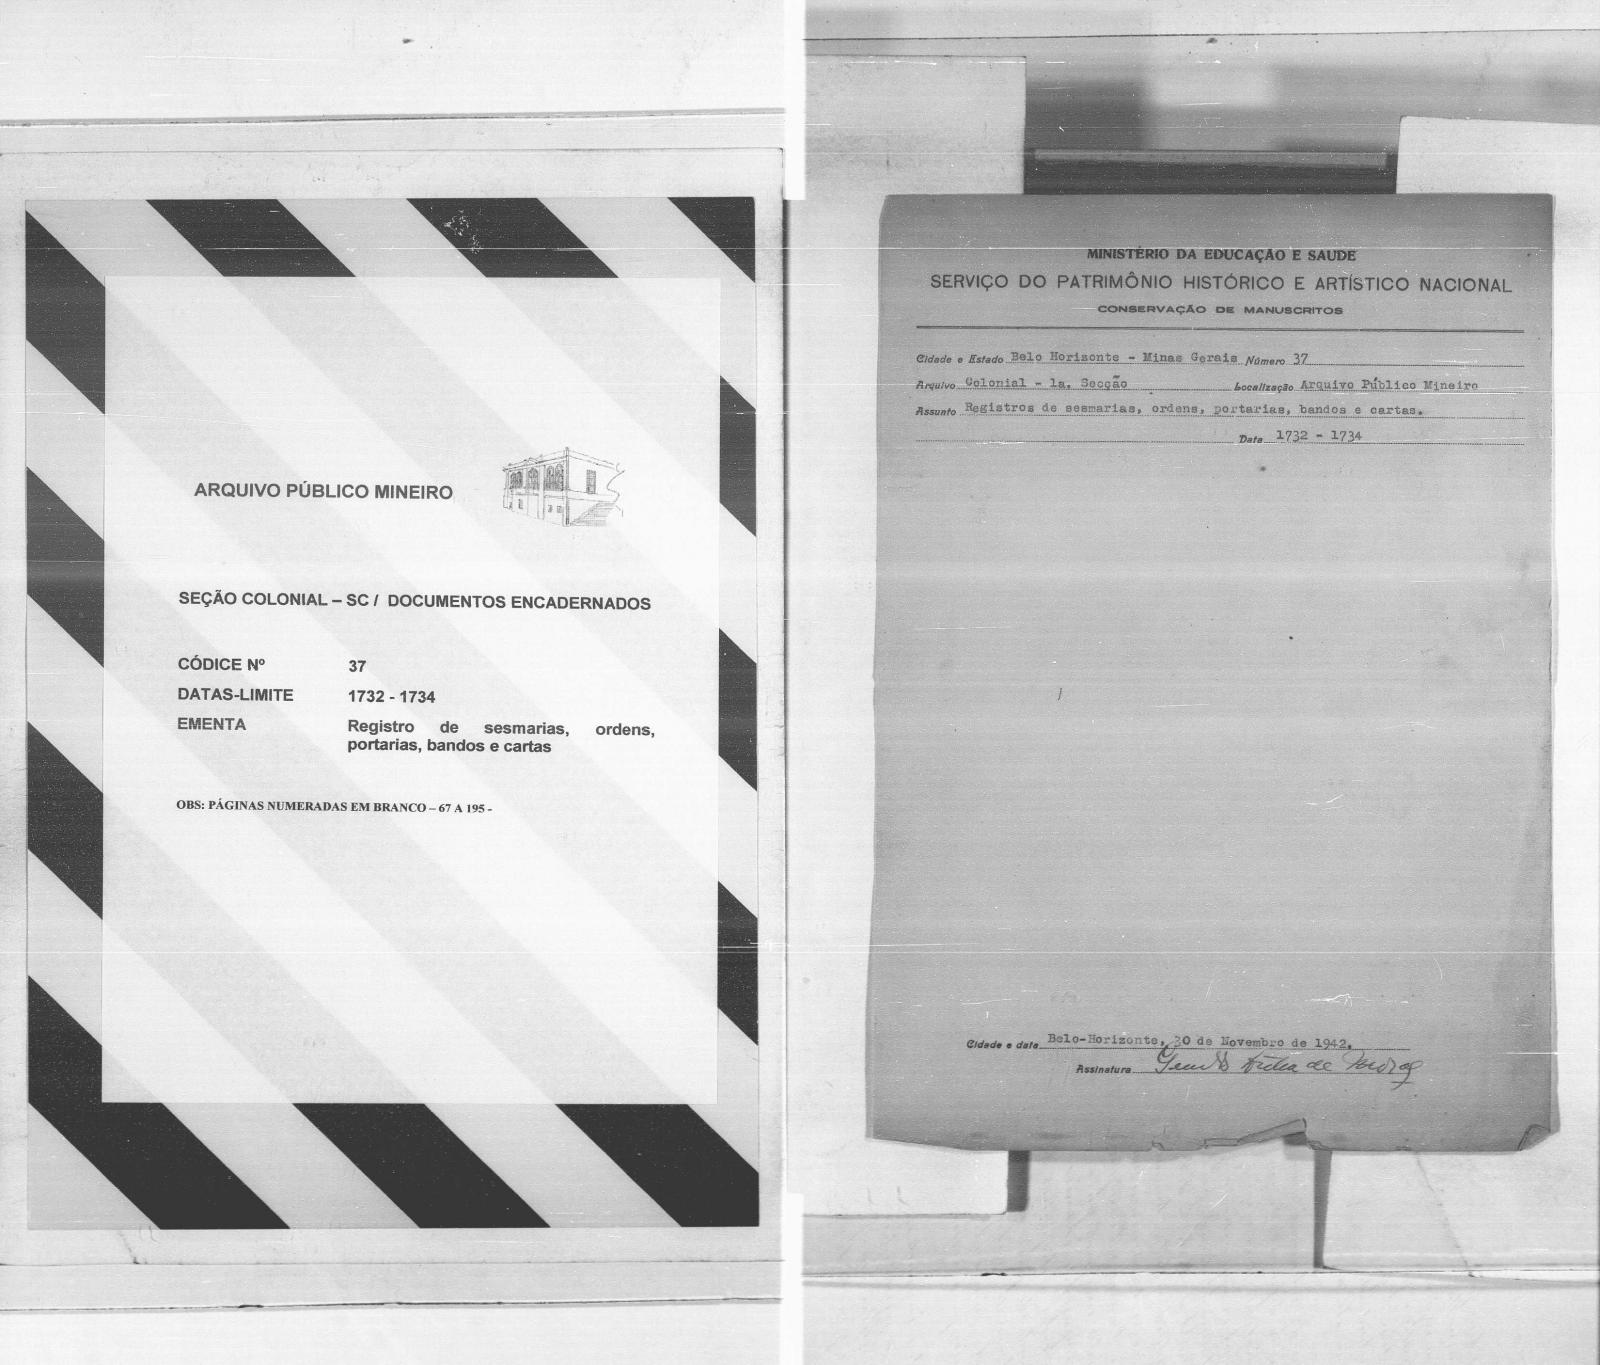 ARQUIVO PÚBLICO MINEIRO
SEÇÃO COLONIAL – SC / DOCUMENTOS ENCADERNADOS
CÓDICE Nº 37
DATAS-LIMITE 1732 - 1734
EMENTA Registro de sesmarias, ordens,
portarias, bandos e cartas
OBS: PÁGINAS NUMERADAS EM BRANCO – 67 A 195 -
MINISTÉRIO DA EDUCAÇÃO E SAUDE
SERVIÇO DO PATRIMÔNIO HISTÓRICO E ARTÍSTICO NACIONAL
CONSERVAÇÃO DE MANUSCRITOS
Cidade e Estado Belo Horizonte - Minas Gerais Número 37
Arquivo Colonial - 1a. Secção Localização Arquivo Público Mineiro
Assunto Registros de sesmarias, ordens, portarias, bandos e cartas.
Data 1732 - 1734
Cidade e data Belo-Horizonte, 30 de Novembro de 1942.
Assinatura